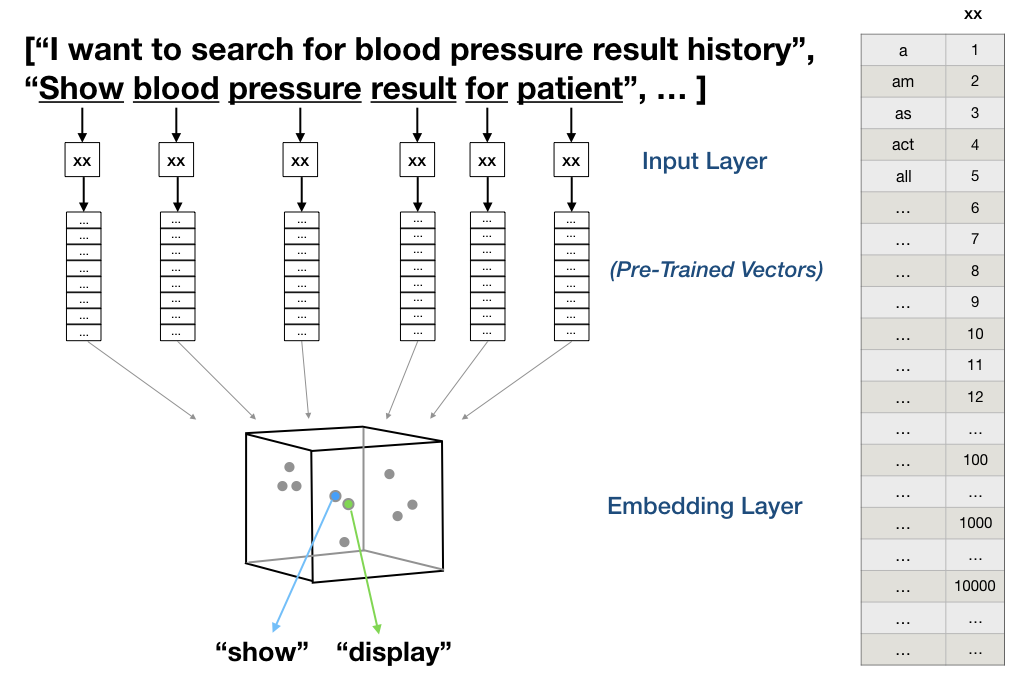 xx
[“I want to search for blood pressure result history”,
“Show blood pressure result for patient”, … ]
xx xx xx xx xx xx
Input Layer
... ... ... ... ... ...
... ... ... ... ... ...
... ... ... ... ... ...
... ... ... ... ... ...
... ... ... ... ... ...
... ... ... ... ... ...
... ... ... ... ... ...
... ... ... ... ... ...
(Pre-Trained Vectors)
Embedding Layer
“show” “display”
a 1
am 2
as 3
act 4
all 5
… 6
… 7
… 8
… 9
… 10
… 11
… 12
… …
… 100
… …
… 1000
… …
… 10000
… …
… …